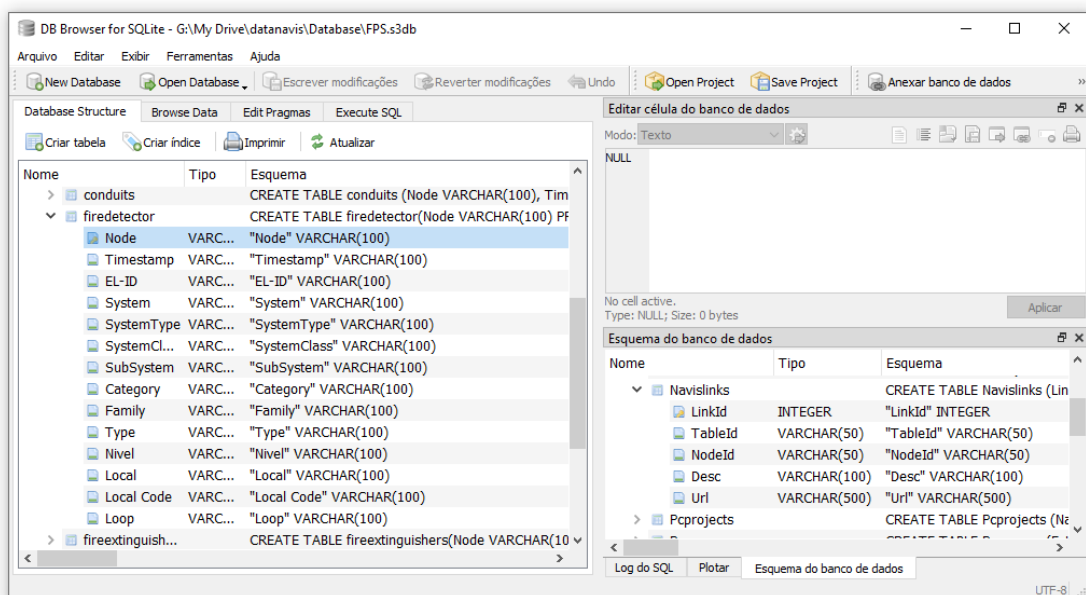 DB Browser for SQLite - G:\My Drive\datanavis\Database\FPS.s3db
Arquivo Editar Exibir Ferramentas Ajuda
New Database Open Database Escrever modificações Reverter modificações Undo Open Project Save Project Anexar banco de dados »
Database Structure Browse Data Edit Pragmas Execute SQL
Criar tabela Criar índice Imprimir Atualizar
Nome Tipo Esquema
conduits CREATE TABLE conduits (Node VARCHAR(100), Tim
firedetector CREATE TABLE firedetector(Node VARCHAR(100) PR
Node VARC... "Node" VARCHAR(100)
Timestamp VARC... "Timestamp" VARCHAR(100)
EL-ID VARC... "EL-ID" VARCHAR(100)
System VARC... "System" VARCHAR(100)
SystemType VARC... "SystemType" VARCHAR(100)
SystemCl... VARC... "SystemClass" VARCHAR(100)
SubSystem VARC... "SubSystem" VARCHAR(100)
Category VARC... "Category" VARCHAR(100)
Family VARC... "Family" VARCHAR(100)
Type VARC... "Type" VARCHAR(100)
Nivel VARC... "Nivel" VARCHAR(100)
Local VARC... "Local" VARCHAR(100)
Local Code VARC... "Local Code" VARCHAR(100)
Loop VARC... "Loop" VARCHAR(100)
fireextinguish... CREATE TABLE fireextinguishers(Node VARCHAR(10
Editar célula do banco de dados
Modo: Texto
NULL
No cell active.
Type: NULL; Size: 0 bytes
Aplicar
Esquema do banco de dados
Nome Tipo Esquema
Navislinks CREATE TABLE Navislinks (Lin
LinkId INTEGER "LinkId" INTEGER
TableId VARCHAR(50) "TableId" VARCHAR(50)
NodeId VARCHAR(50) "NodeId" VARCHAR(50)
Desc VARCHAR(100) "Desc" VARCHAR(100)
Url VARCHAR(500) "Url" VARCHAR(500)
Pcprojects CREATE TABLE Pcprojects (Na
Log do SQL Plotar Esquema do banco de dados
UTF-8